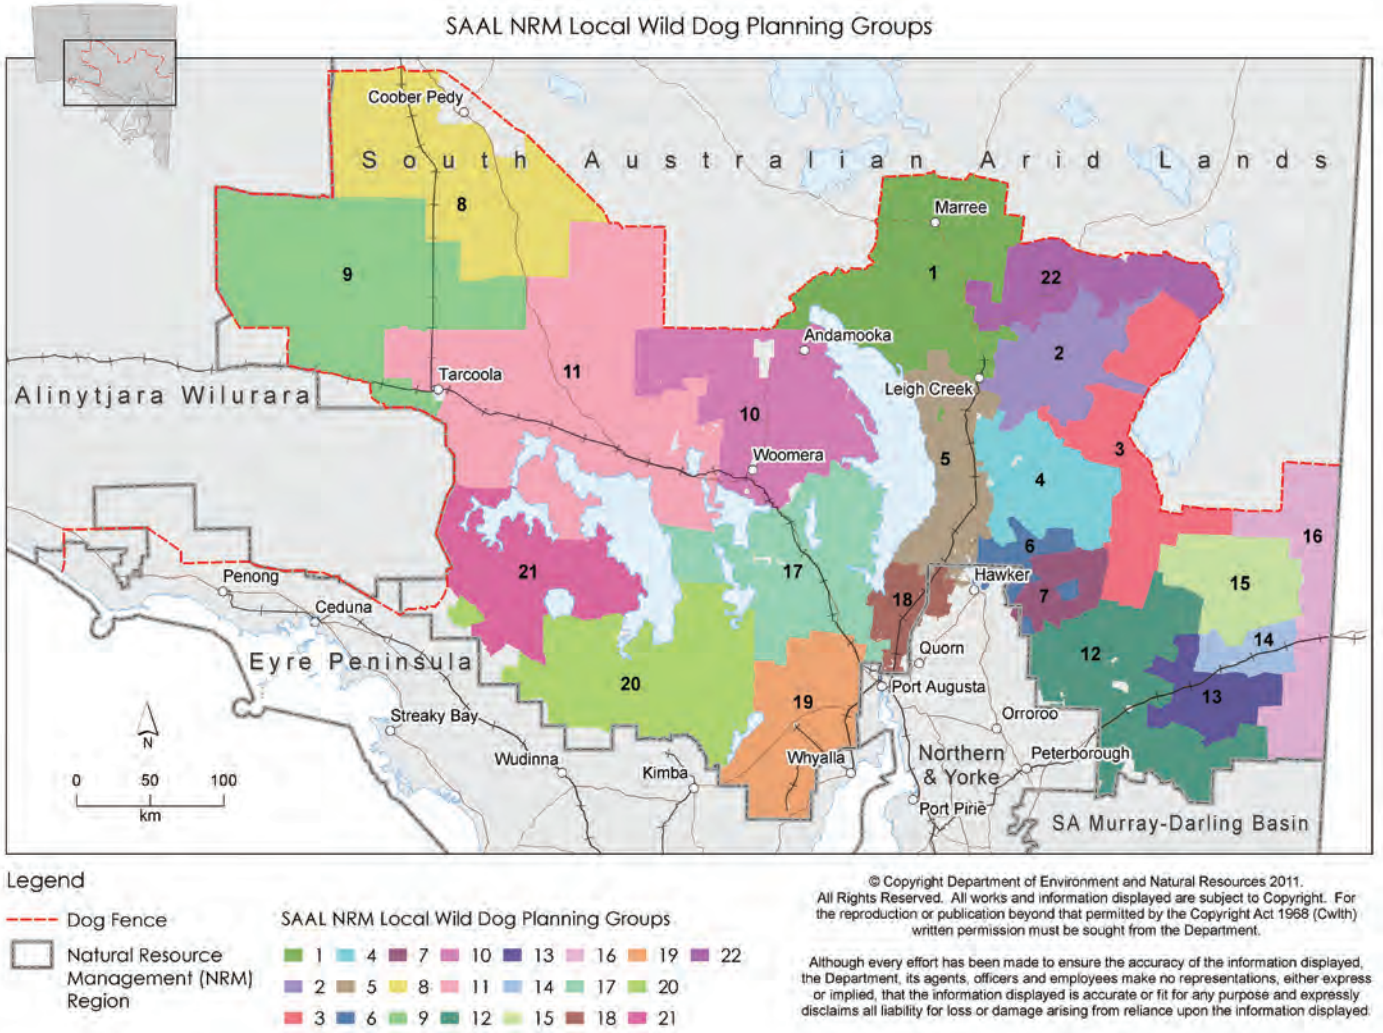 SAAL NRM Local Wild Dog Planning Groups
Coober Pedy
South Australian Arid Lands
8
Marree
9
1
22
Andamooka
2
Tarcoola
11
Leigh Creek
Alinytjara Wilurara
10
3
Woomera
5
4
16
6
21
17
Hawker
15
Penong
7
18
Ceduna
14
Quorn
12
Eyre Peninsula
20
Port Augusta
13
19
Streaky Bay
Orroroo
N
Northern
& Yorke
Peterborough
Wudinna
Whyalla
Kimba
0 50 100
km
Port Pirie
SA Murray-Darling Basin
Legend
Dog Fence
Natural Resource
Management (NRM)
Region
SAAL NRM Local Wild Dog Planning Groups
1 4 7 10 13 16 19 22
2 5 8 11 14 17 20
3 6 9 12 15 18 21
© Copyright Department of Environment and Natural Resources 2011.
All Rights Reserved. All works and information displayed are subject to Copyright. For
the reproduction or publication beyond that permitted by the Copyright Act 1968 (Cwlth)
written permission must be sought from the Department.
Although every effort has been made to ensure the accuracy of the information displayed,
the Department, its agents, officers and employees make no representations, either express
or implied, that the information displayed is accurate or fit for any purpose and expressly
disclaims all liability for loss or damage arising from reliance upon the information displayed.